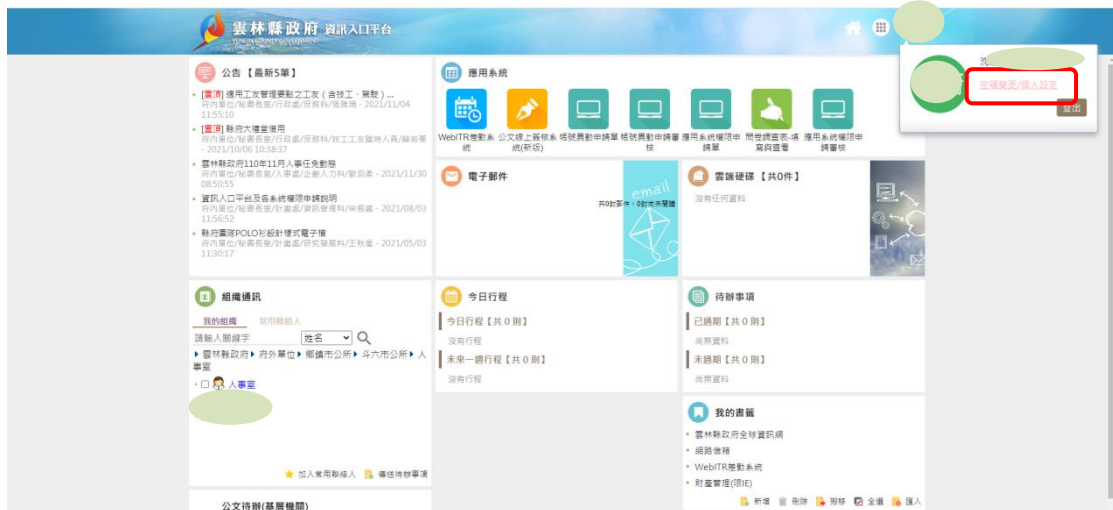 雲林縣政府 資訊入口平台
YUNLIN COUNTY GOVERNMENT
密碼變更/個人設定
登出
公告【最新5筆】
[置頂] 適用工友管理要點之工友(含技工、駕駛)...
府內單位/秘書長室/行政處/庶務科/張雅琇 - 2021/11/04
11:55:10
[置頂] 縣府大禮堂借用
府內單位/秘書長室/行政處/庶務科/技工工友臨時人員/
- 2021/10/06 10:38:37
雲林縣政府110年11月人事任免動態
府內單位/秘書長室/人事處/企劃人力科/ - 2021/11/30
08:50:55
資訊入口平台及各系統權限申請說明
府內單位/秘書長室/計畫處/資訊管理科/ - 2021/08/03
11:56:52
縣府團隊POLO衫設計樣式電子檔
府內單位/秘書長室/計畫處/研究發展科/ - 2021/05/03
11:30:17
應用系統
WebITR差勤系統
公文線上簽核系統(新版)
帳號異動申請單
帳號異動申請審核
應用系統權限申請單
問卷調查表-填寫與查看
應用系統權限申請審核
電子郵件
email
共0封郵件,0封尚未閱讀
雲端硬碟【共0件】
沒有任何資料
組織通訊
我的組織 常用聯絡人
請輸入關鍵字 姓名
雲林縣政府 府外單位 鄉鎮市公所 斗六市公所 人
事室
人事室
加入常用聯絡人 傳送待辦事項
今日行程
今日行程【共 0 則】
沒有行程
未來一週行程【共 0 則】
沒有行程
待辦事項
已過期【共 0 則】
尚無資料
未過期【共 0 則】
尚無資料
我的書籤
雲林縣政府全球資訊網
網路信箱
WebITR差勤系統
財產管理(限IE)
新增 刪除 搬移 全選 匯入
公文待辦(基層機關)